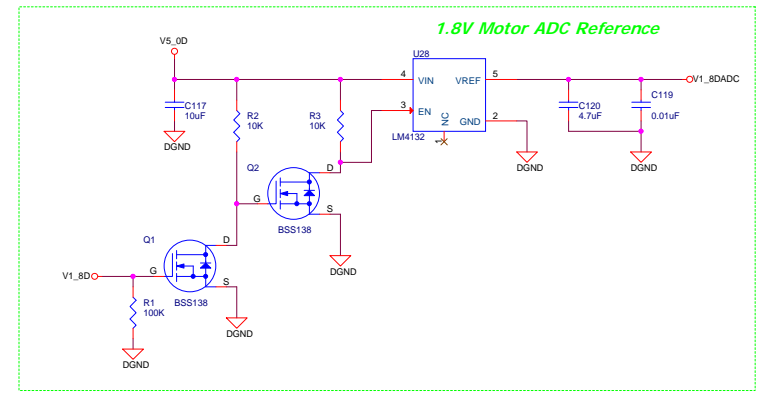 1.8V Motor ADC Reference
V5_0D
U28
4
VIN
VREF
5
V1_8DADC
C117
10uF
R2
10K
R3
10K
3
EN
NC
GND
2
1
LM4132
C120
4.7uF
C119
0.01uF
DGND
DGND
DGND
Q2
D
G
S
BSS138
DGND
Q1
D
V1_8D
G
S
BSS138
R1
100K
DGND
DGND